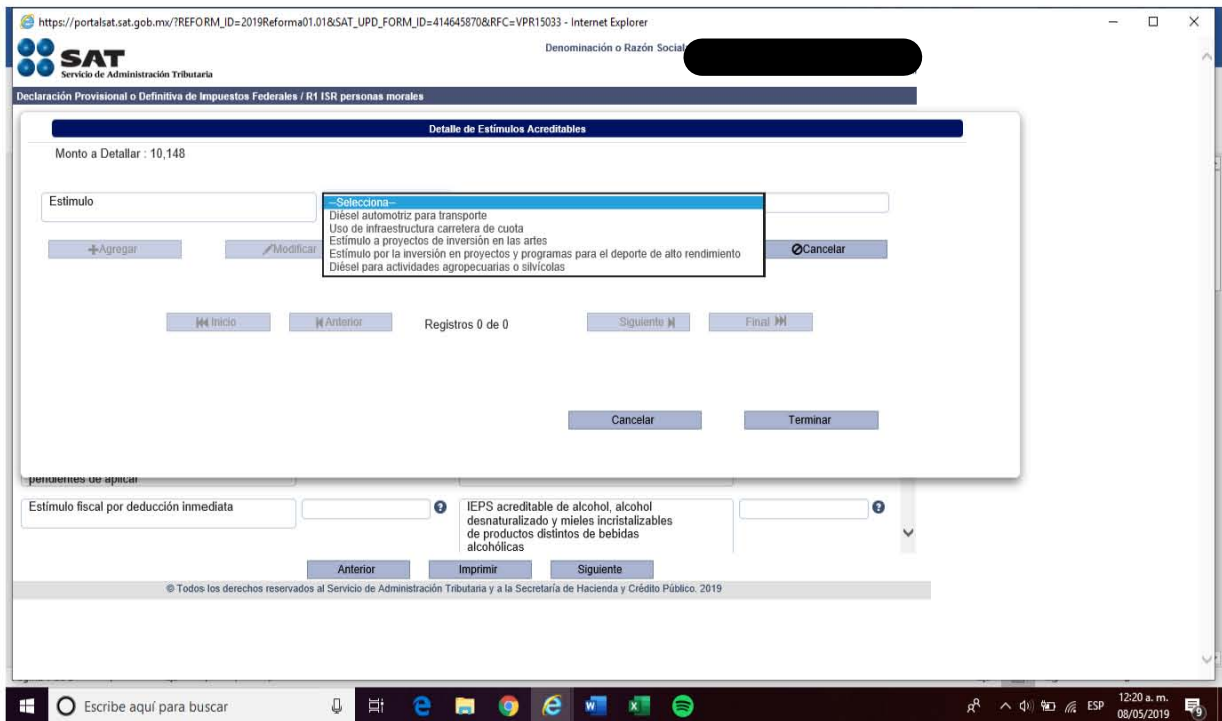 https://portalsat.sat.gob.mx/?REFORM_ID=2019Reforma01.01&SAT_UPD_FORM_ID=414645870&RFC=VPR15033 - Internet Explorer
SAT
Servicio de Administración Tributaria
Denominación o Razón Social
Declaración Provisional o Definitiva de Impuestos Federales / R1 ISR personas morales
Detalle de Estímulos Acreditables
Monto a Detallar : 10,148
Estimulo
--Selecciona--
Diésel automotriz para transporte
Uso de infraestructura carretera de cuota
Estímulo a proyectos de inversión en las artes
Estímulo por la inversión en proyectos y programas para el deporte de alto rendimiento
Diésel para actividades agropecuarias o silvícolas
Agregar
Modificar
Cancelar
Inicio
Anterior
Registros 0 de 0
Siguiente
Final
Cancelar
Terminar
pendientes de aplicar
Estímulo fiscal por deducción inmediata
IEPS acreditable de alcohol, alcohol
desnaturalizado y mieles incristalizables
de productos distintos de bebidas
alcohólicas
Anterior
Imprimir
Siguiente
© Todos los derechos reservados al Servicio de Administración Tributaria y a la Secretaría de Hacienda y Crédito Público. 2019
Escribe aquí para buscar
ESP
12:20 a. m.
08/05/2019